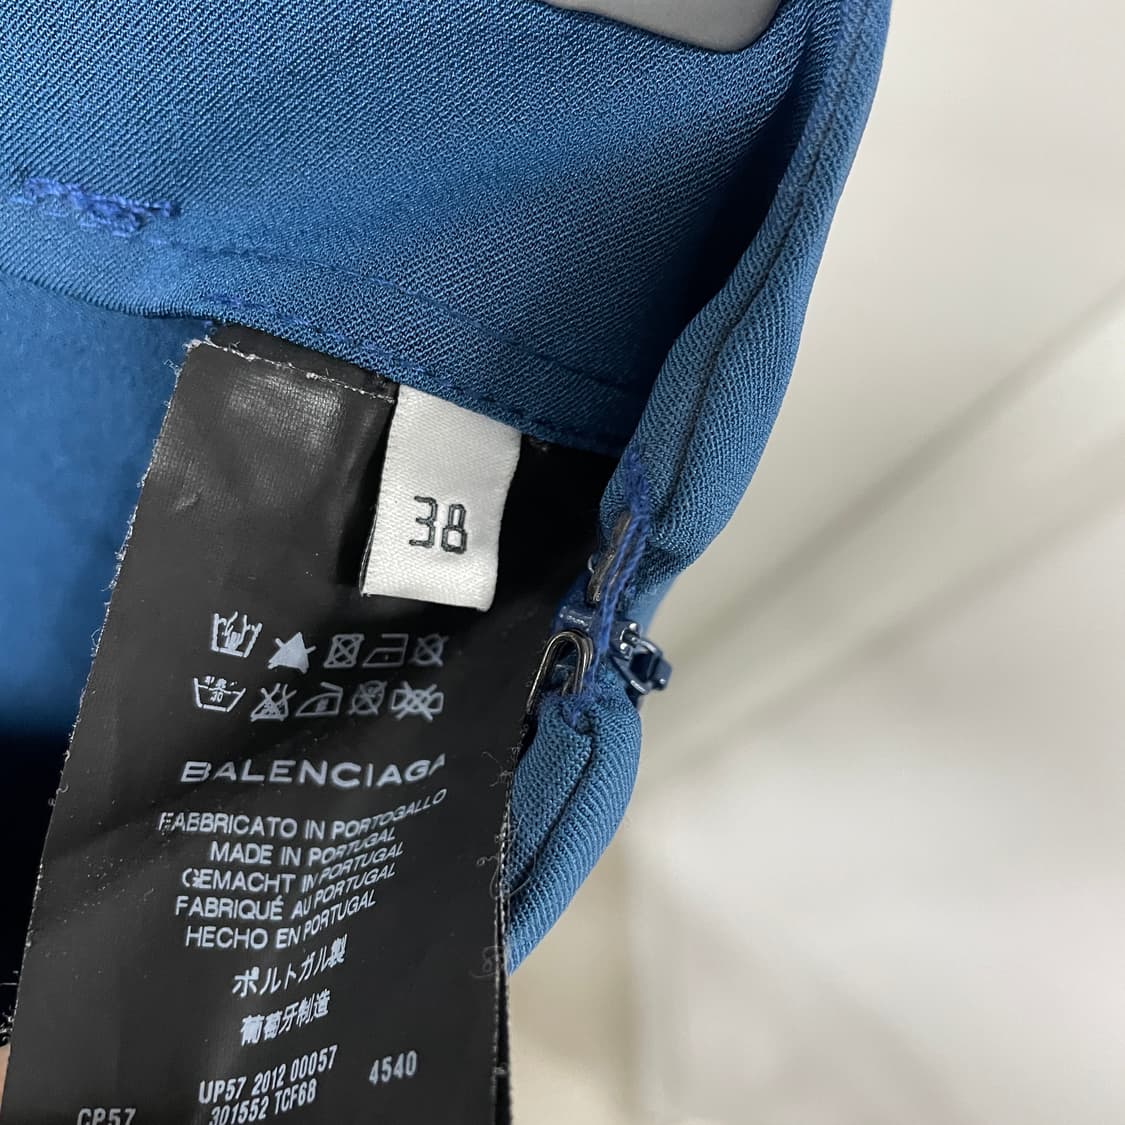 38
30
BALENCIAGA
FABBRICATO IN PORTOGALLO
MADE IN PORTUGAL
GEMACHT IN PORTUGAL
FABRIQUÉ AU PORTUGAL
HECHO EN PORTUGAL
ポルトガル製
葡萄牙制造
UP57 2012 00057 4540
301552 TCF68
CP57